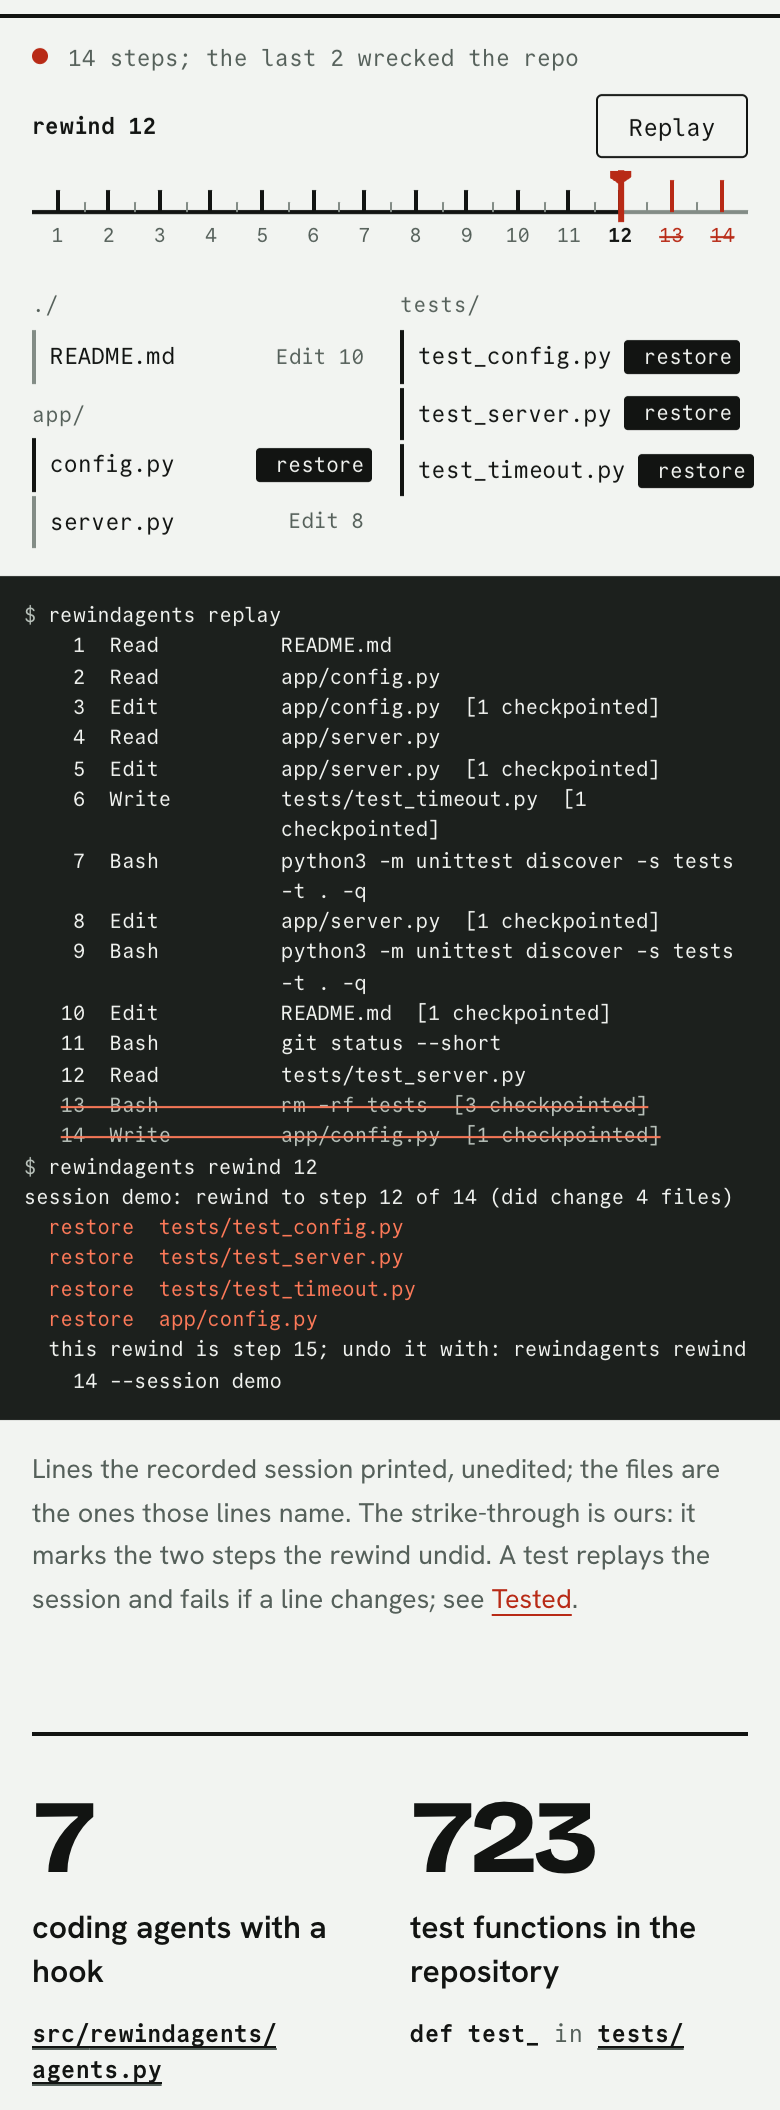 14 steps; the last 2 wrecked the repo
rewind 12
Replay
1 2 3 4 5 6 7 8 9 10 11 12 13 14
./
README.md Edit 10
app/
config.py restore
server.py Edit 8
tests/
test_config.py restore
test_server.py restore
test_timeout.py restore
$ rewindagents replay
1 Read README.md
2 Read app/config.py
3 Edit app/config.py [1 checkpointed]
4 Read app/server.py
5 Edit app/server.py [1 checkpointed]
6 Write tests/test_timeout.py [1
checkpointed]
7 Bash python3 -m unittest discover -s tests
-t . -q
8 Edit app/server.py [1 checkpointed]
9 Bash python3 -m unittest discover -s tests
-t . -q
10 Edit README.md [1 checkpointed]
11 Bash git status --short
12 Read tests/test_server.py
13 Bash rm -rf tests [3 checkpointed]
14 Write app/config.py [1 checkpointed]
$ rewindagents rewind 12
session demo: rewind to step 12 of 14 (did change 4 files)
restore tests/test_config.py
restore tests/test_server.py
restore tests/test_timeout.py
restore app/config.py
this rewind is step 15; undo it with: rewindagents rewind
14 --session demo
Lines the recorded session printed, unedited; the files are
the ones those lines name. The strike-through is ours: it
marks the two steps the rewind undid. A test replays the
session and fails if a line changes; see Tested.
7
coding agents with a
hook
src/rewindagents/
agents.py
723
test functions in the
repository
def test_ in tests/